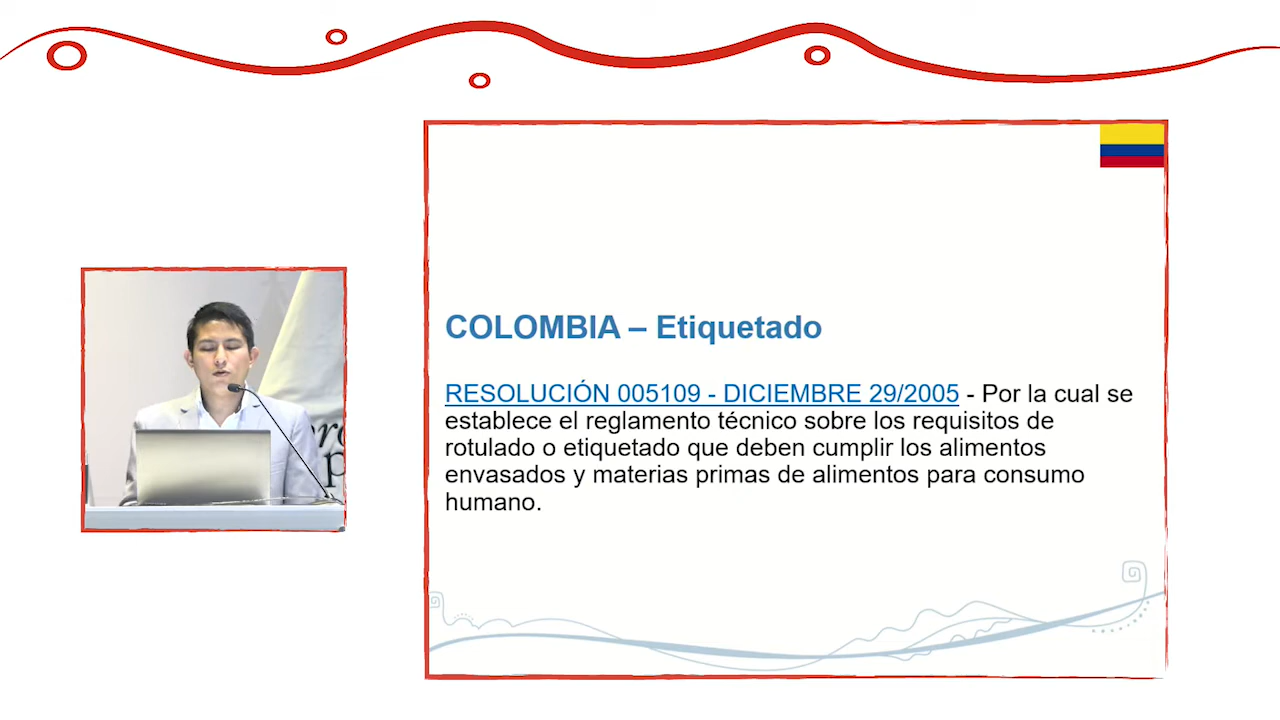 COLOMBIA – Etiquetado
RESOLUCIÓN 005109 - DICIEMBRE 29/2005 - Por la cual se
establece el reglamento técnico sobre los requisitos de
rotulado o etiquetado que deben cumplir los alimentos
envasados y materias primas de alimentos para consumo
humano.